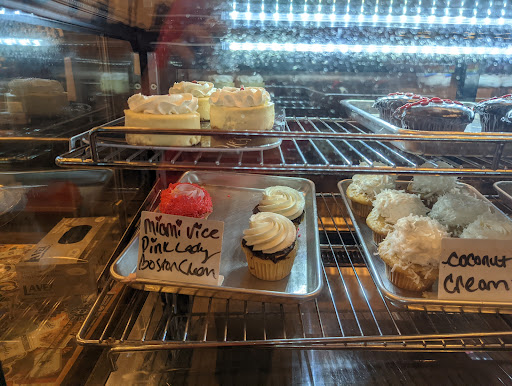 miami vice
Pink Lady
Boston Cream
Coconut
Cream